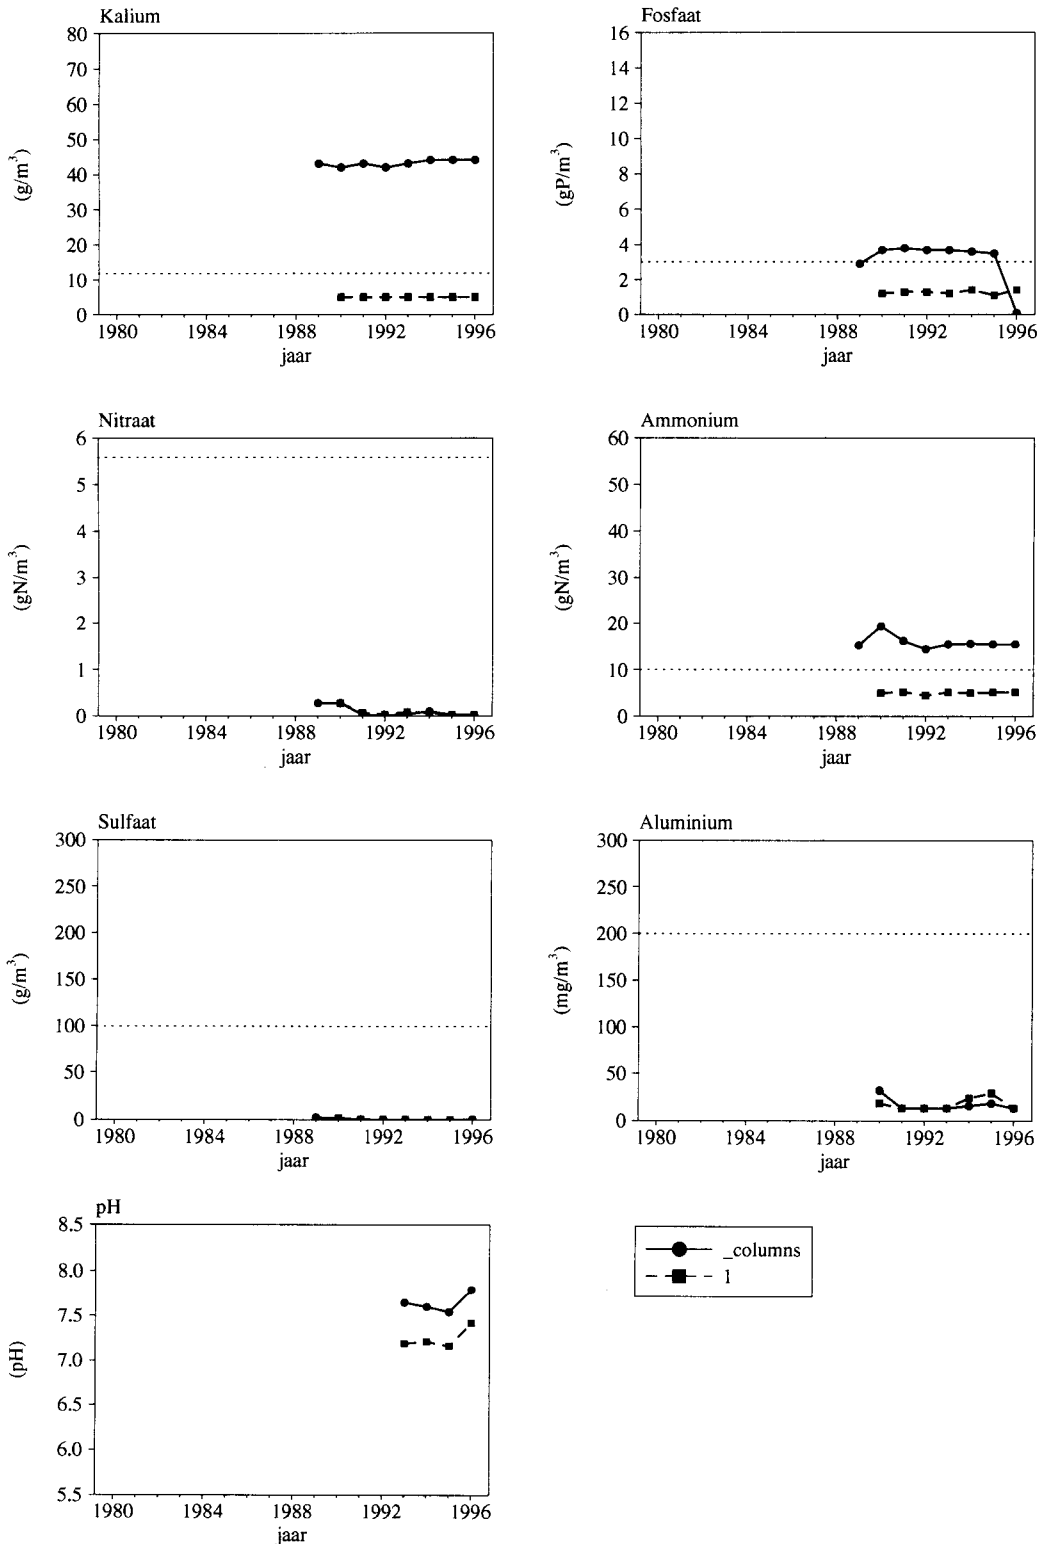 Kalium
80
70
60
50
40
30
20
10
0
(g/m³)
1980 1984 1988 1992 1996
jaar
Fosfaat
16
14
12
10
8
6
4
2
0
(gP/m³)
1980 1984 1988 1992 1996
jaar
Nitraat
6
5
4
3
2
1
0
(gN/m³)
1980 1984 1988 1992 1996
jaar
Ammonium
60
50
40
30
20
10
0
(gN/m³)
1980 1984 1988 1992 1996
jaar
Sulfaat
300
250
200
150
100
50
0
(g/m³)
1980 1984 1988 1992 1996
jaar
Aluminium
300
250
200
150
100
50
0
(mg/m³)
1980 1984 1988 1992 1996
jaar
pH
8.5
8.0
7.5
7.0
6.5
6.0
5.5
(pH)
1980 1984 1988 1992 1996
jaar
_columns
1